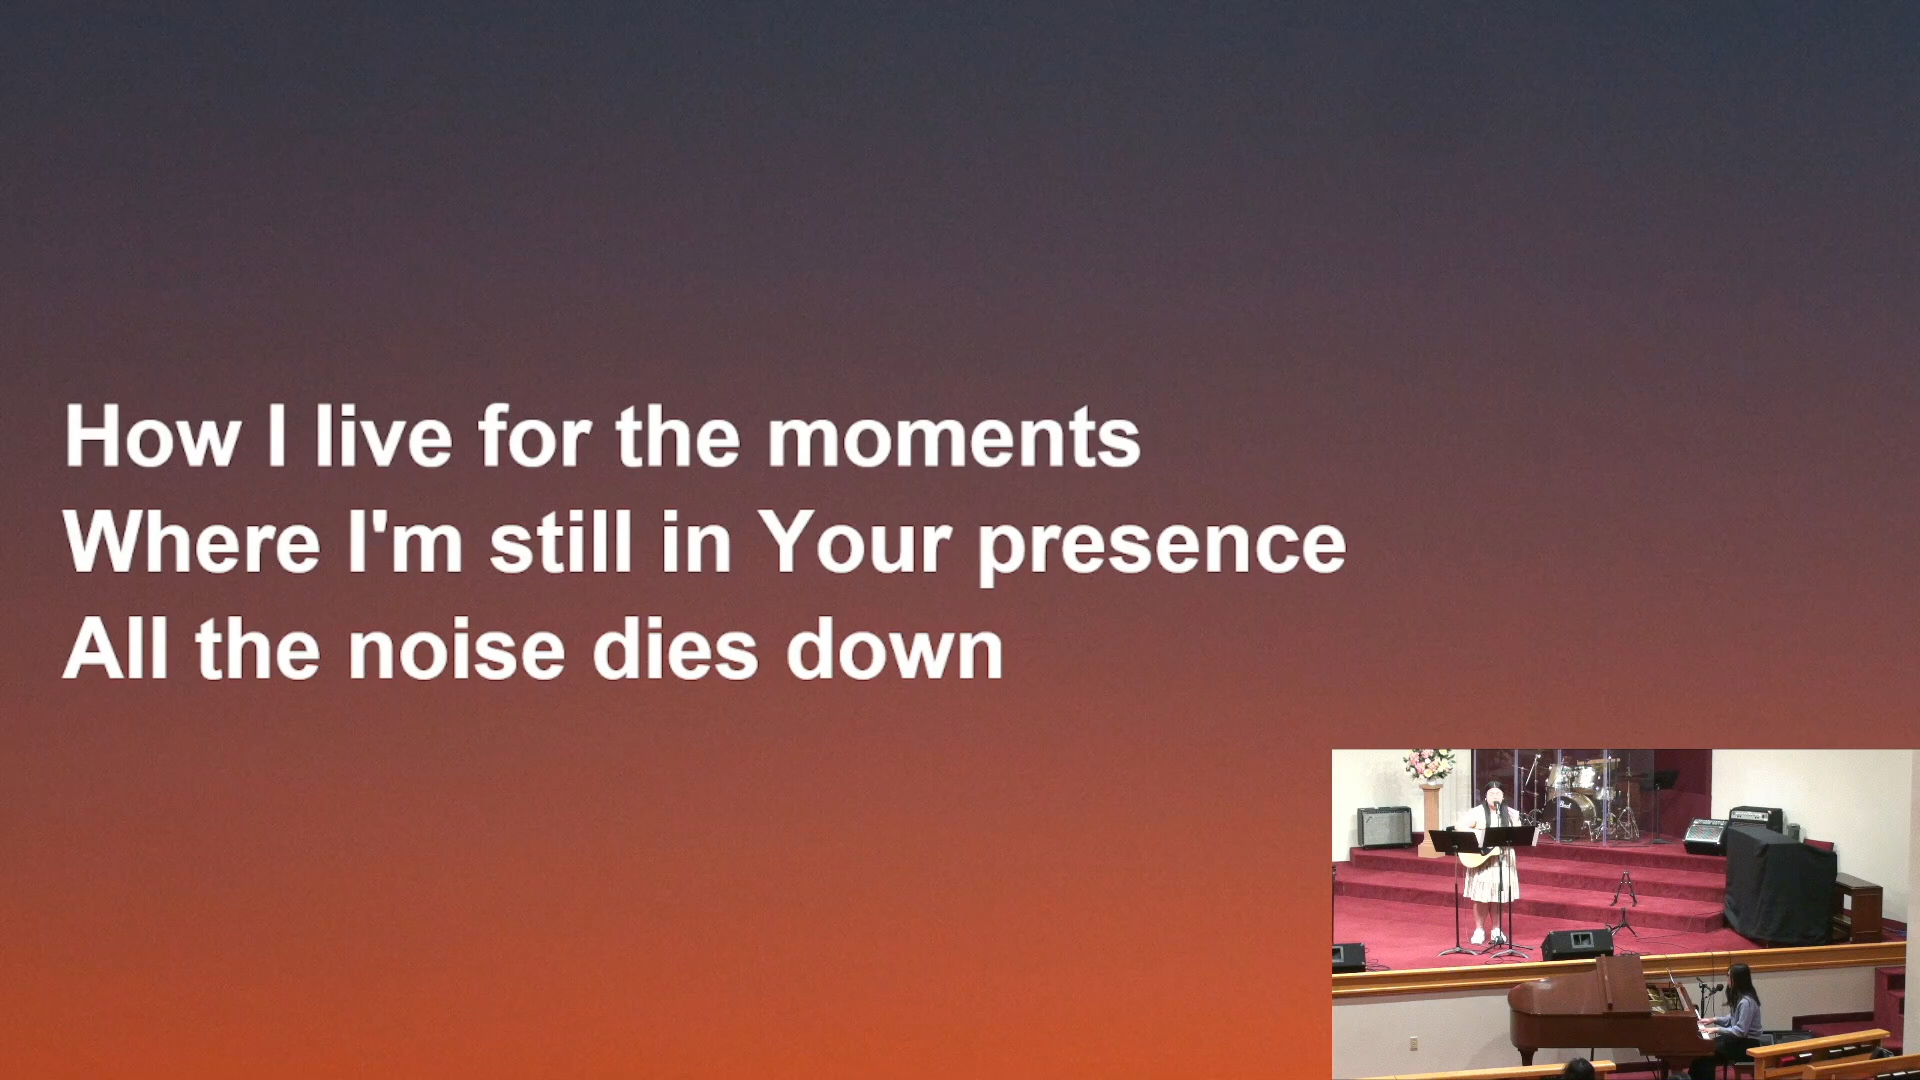 How I live for the moments
Where I'm still in Your presence
All the noise dies down